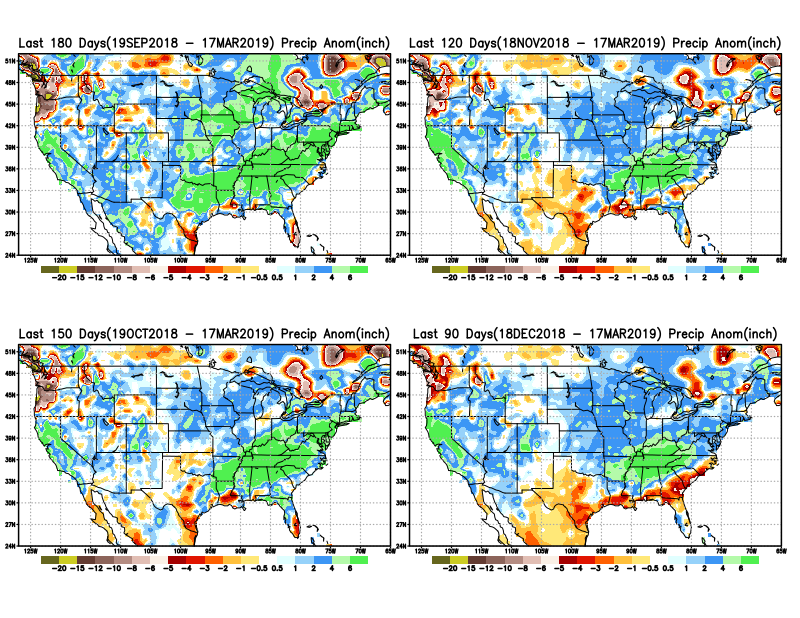 Last 180 Days(19SEP2018 – 17MAR2019) Precip Anom(inch)
51N
48N
45N
42N
39N
36N
33N
30N
27N
24N
125W 120W 115W 110W 105W 100W 95W 90W 85W 80W 75W 70W 65W
-20 -15 -12 -10 -8 -6 -5 -4 -3 -2 -1 -0.5 0.5 1 2 4 6
Last 120 Days(18NOV2018 – 17MAR2019) Precip Anom(inch)
51N
48N
45N
42N
39N
36N
33N
30N
27N
24N
125W 120W 115W 110W 105W 100W 95W 90W 85W 80W 75W 70W 65W
-20 -15 -12 -10 -8 -6 -5 -4 -3 -2 -1 -0.5 0.5 1 2 4 6
Last 150 Days(19OCT2018 – 17MAR2019) Precip Anom(inch)
51N
48N
45N
42N
39N
36N
33N
30N
27N
24N
125W 120W 115W 110W 105W 100W 95W 90W 85W 80W 75W 70W 65W
-20 -15 -12 -10 -8 -6 -5 -4 -3 -2 -1 -0.5 0.5 1 2 4 6
Last 90 Days(18DEC2018 – 17MAR2019) Precip Anom(inch)
51N
48N
45N
42N
39N
36N
33N
30N
27N
24N
125W 120W 115W 110W 105W 100W 95W 90W 85W 80W 75W 70W 65W
-20 -15 -12 -10 -8 -6 -5 -4 -3 -2 -1 -0.5 0.5 1 2 4 6